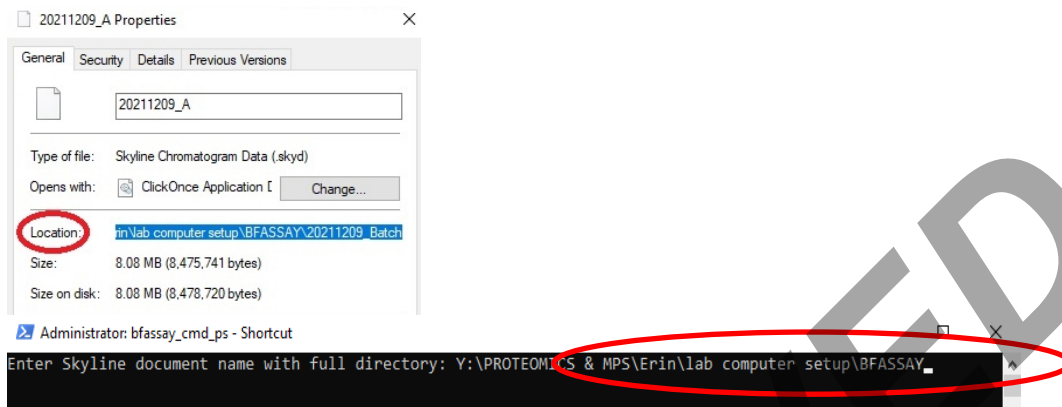 20211209_A Properties
General Security Details Previous Versions
20211209_A
Type of file: Skyline Chromatogram Data (.skyd)
Opens with: ClickOnce Application D Change...
Location: rin\lab computer setup\BFASSAY\20211209_Batch
Size: 8.08 MB (8,475,741 bytes)
Size on disk: 8.08 MB (8,478,720 bytes)
Administrator: bfassay_cmd_ps - Shortcut
Enter Skyline document name with full directory: Y:\PROTEOMICS & MPS\Erin\lab computer setup\BFASSAY
ED